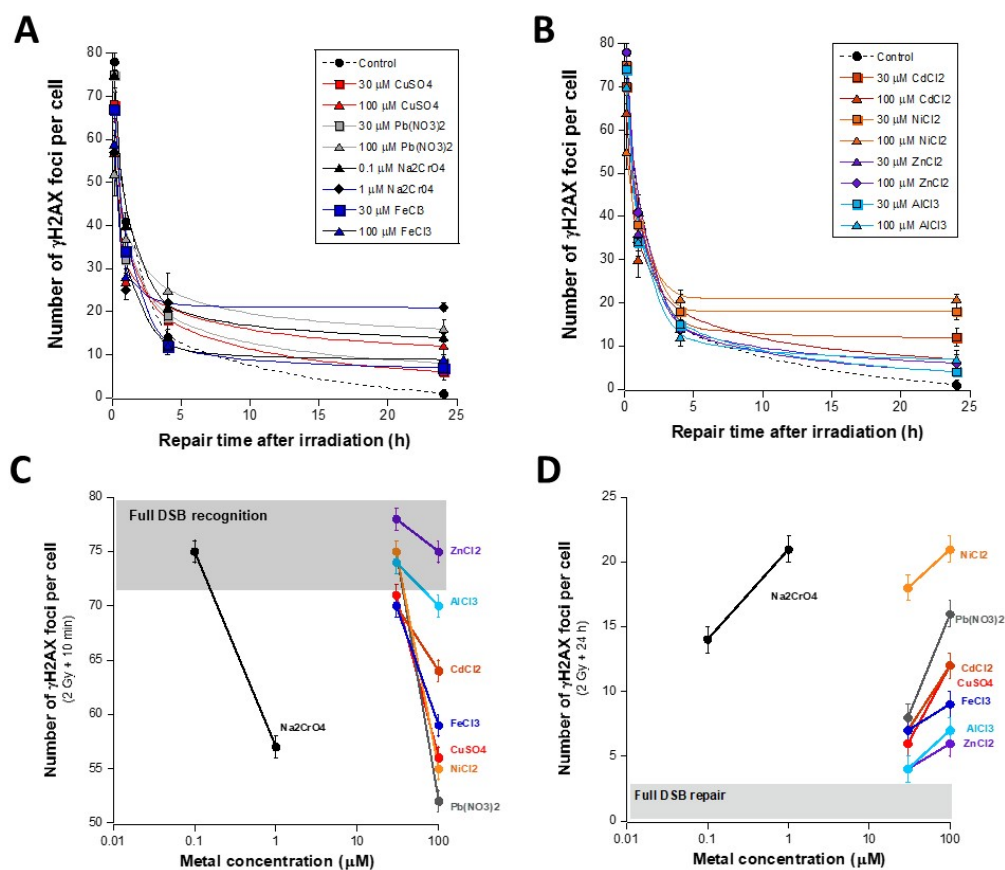 A
Number of γH2AX foci per cell
80
70
60
50
40
30
20
10
0
0
5
10
15
20
25
Repair time after irradiation (h)
Control
30 μM CuSO4
100 μM CuSO4
30 μM Pb(NO3)2
100 μM Pb(NO3)2
0.1 μM Na2CrO4
1 μM Na2Cr04
30 μM FeCl3
100 μM FeCl3
B
Number of γH2AX foci per cell
80
70
60
50
40
30
20
10
0
0
5
10
15
20
25
Repair time after irradiation (h)
Control
30 μM CdCl2
100 μM CdCl2
30 μM NiCl2
100 μM NiCl2
30 μM ZnCl2
100 μM ZnCl2
30 μM AlCl3
100 μM AlCl3
C
Number of γH2AX foci per cell
(2 Gy + 10 min)
80
75
70
65
60
55
50
0.01
0.1
1
10
100
Metal concentration (μM)
Full DSB recognition
ZnCl2
AlCl3
CdCl2
FeCl3
Na2CrO4
CuSO4
NiCl2
Pb(NO3)2
D
Number of γH2AX foci per cell
(2 Gy + 24 h)
25
20
15
10
5
0
0.01
0.1
1
10
100
Metal concentration (μM)
NiCl2
Na2CrO4
Pb(NO3)2
CdCl2
CuSO4
FeCl3
AlCl3
ZnCl2
Full DSB repair